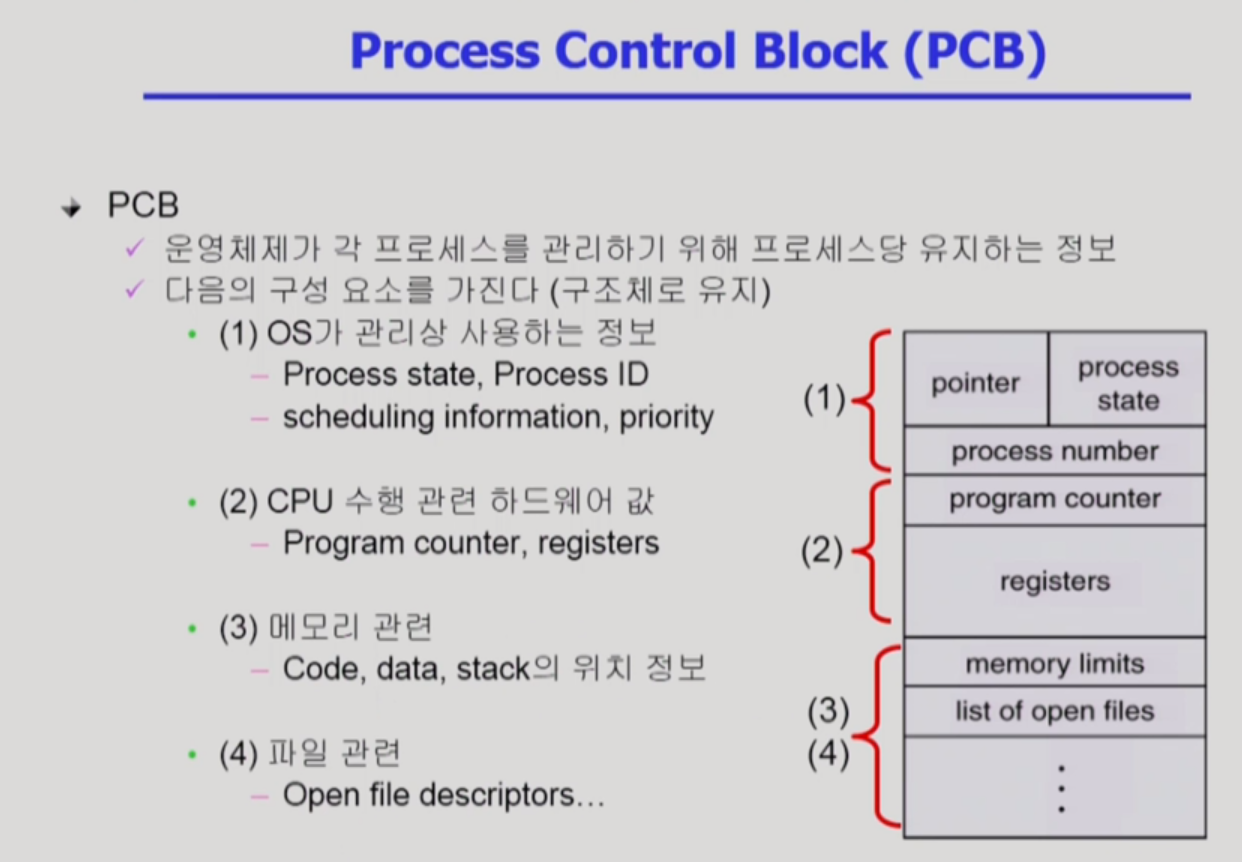 Process Control Block (PCB)
PCB
✓ 운영체제가 각 프로세스를 관리하기 위해 프로세스당 유지하는 정보
✓ 다음의 구성 요소를 가진다 (구조체로 유지)
• (1) OS가 관리상 사용하는 정보
– Process state, Process ID
– scheduling information, priority
• (2) CPU 수행 관련 하드웨어 값
– Program counter, registers
• (3) 메모리 관련
– Code, data, stack의 위치 정보
• (4) 파일 관련
– Open file descriptors…
(1)
pointer
process
state
process number
(2)
program counter
registers
(3)
(4)
memory limits
list of open files